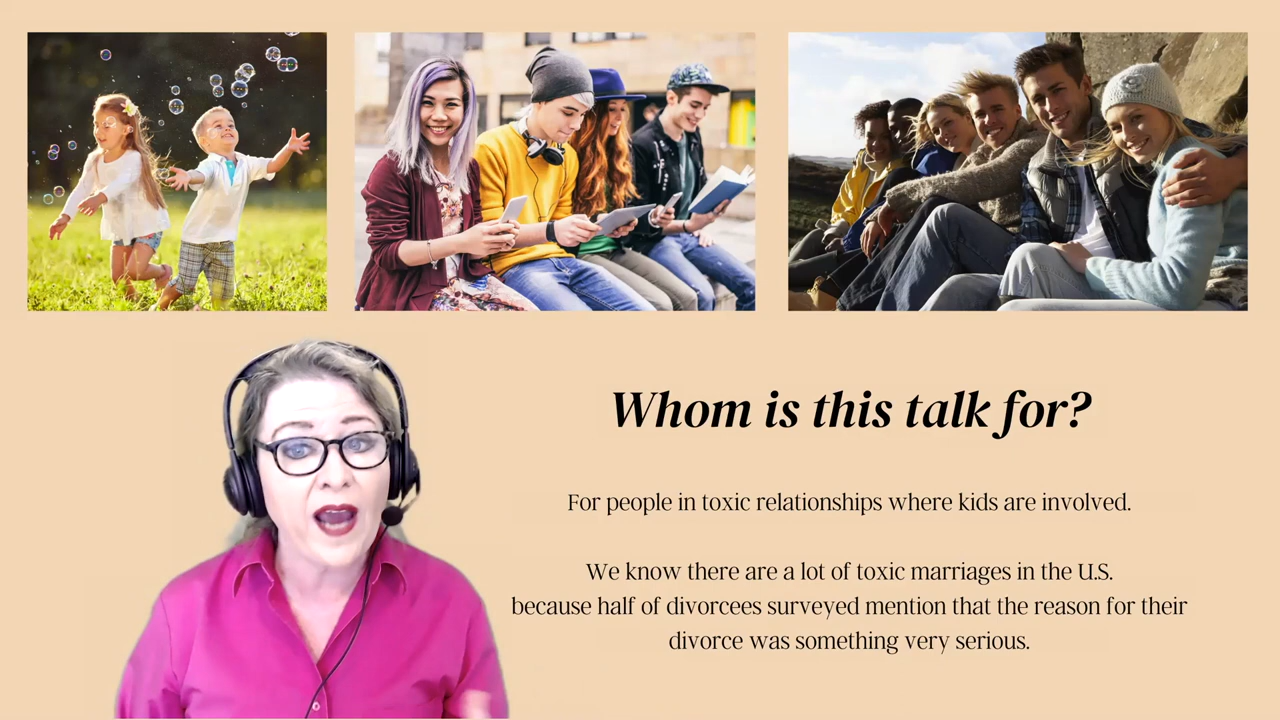 Whom is this talk for?
For people in toxic relationships where kids are involved.
We know there are a lot of toxic marriages in the U.S.
because half of divorcees surveyed mention that the reason for their
divorce was something very serious.